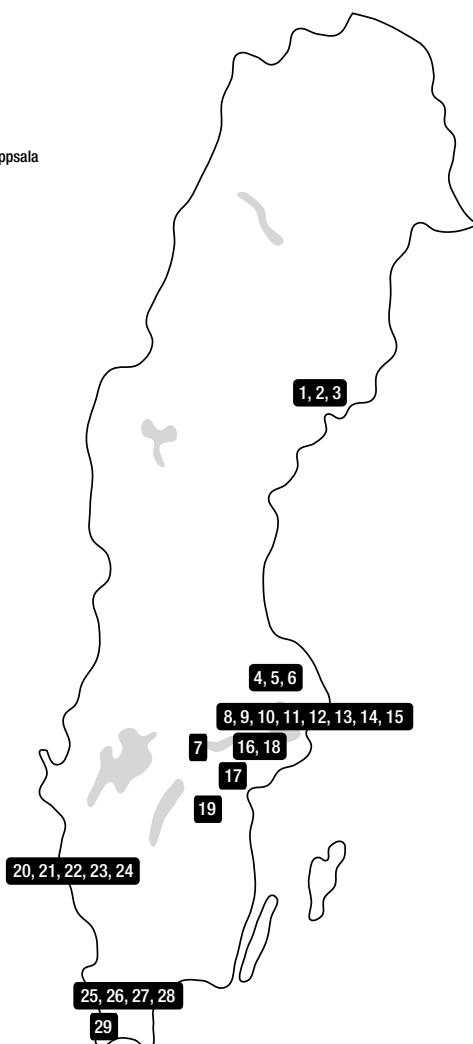 ppsala
1, 2, 3
4, 5, 6
8, 9, 10, 11, 12, 13, 14, 15
7
16, 18
17
19
20, 21, 22, 23, 24
25, 26, 27, 28
29